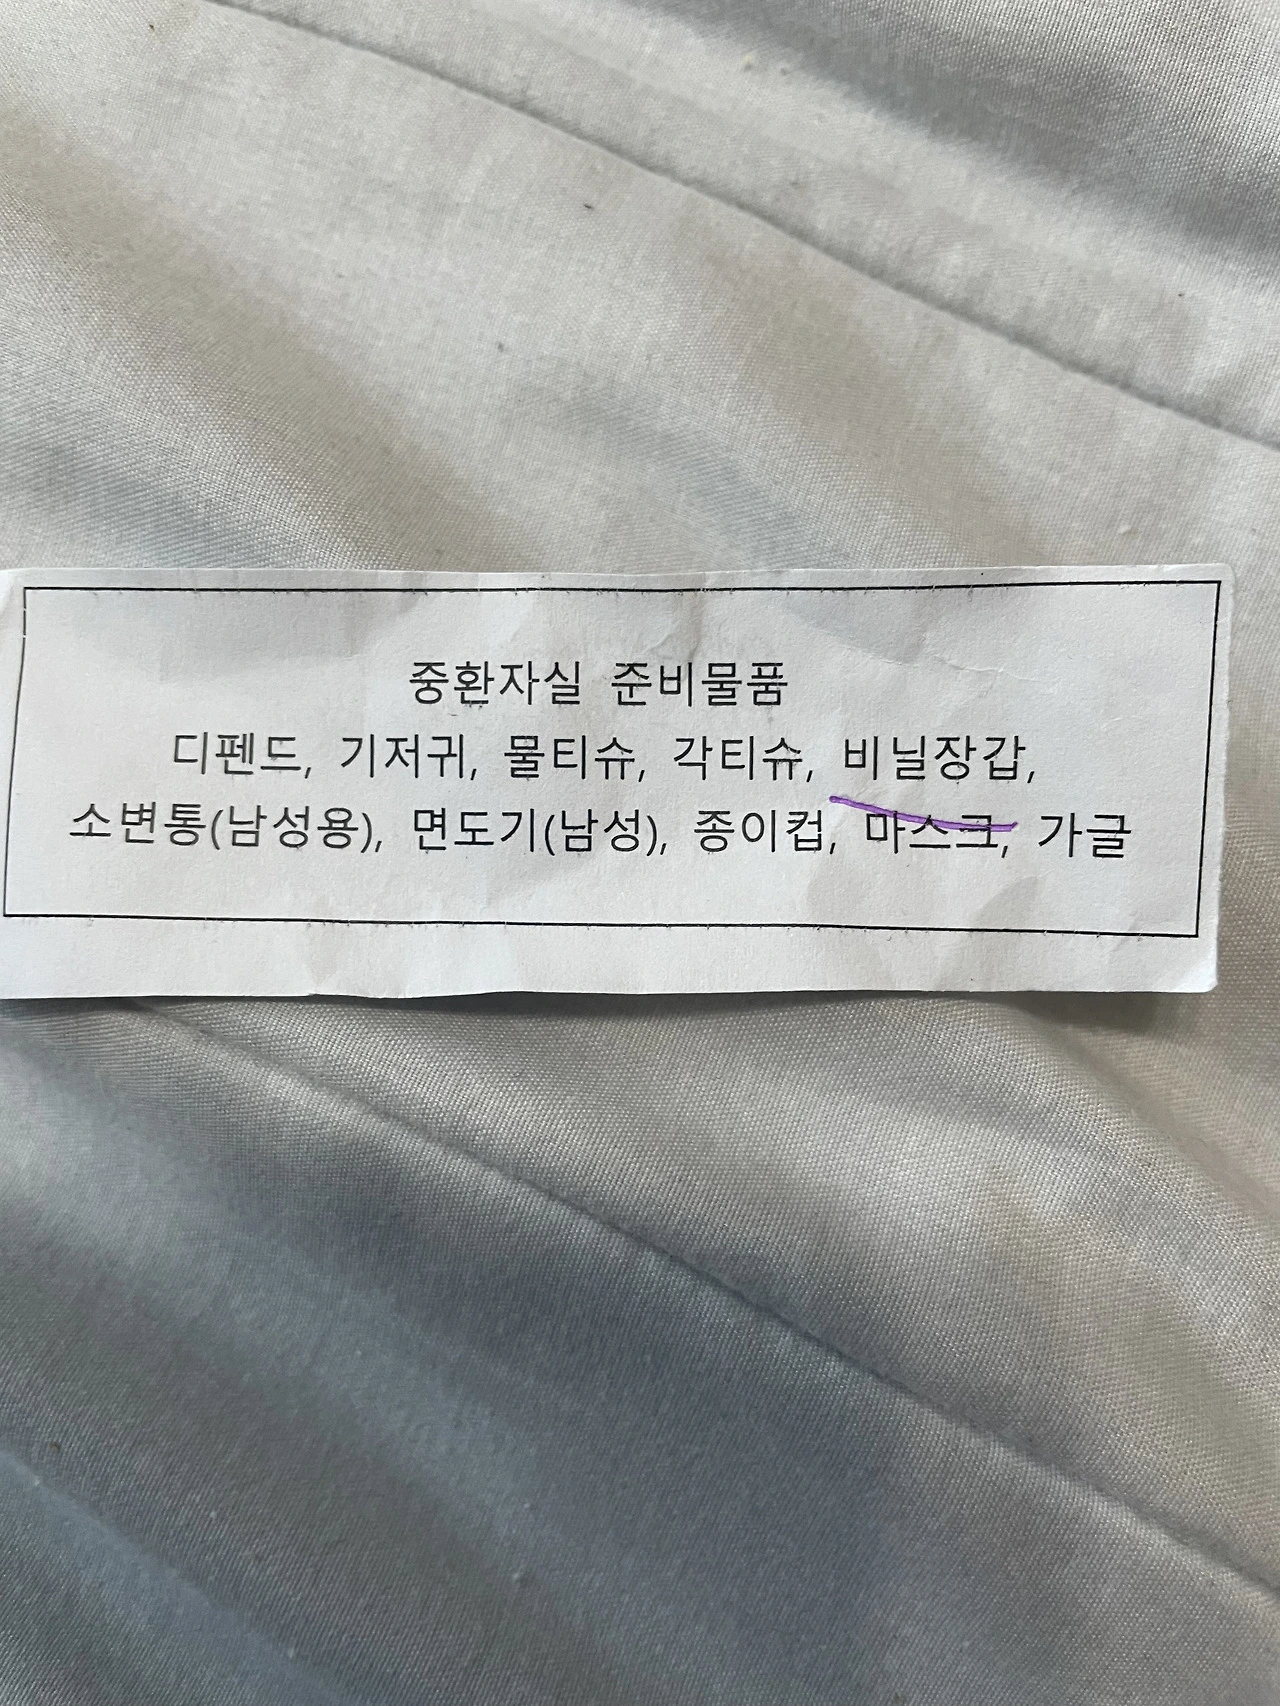 중환자실 준비물품
디펜드, 기저귀, 물티슈, 각티슈, 비닐장갑,
소변통(남성용), 면도기(남성), 종이컵, 마스크, 가글